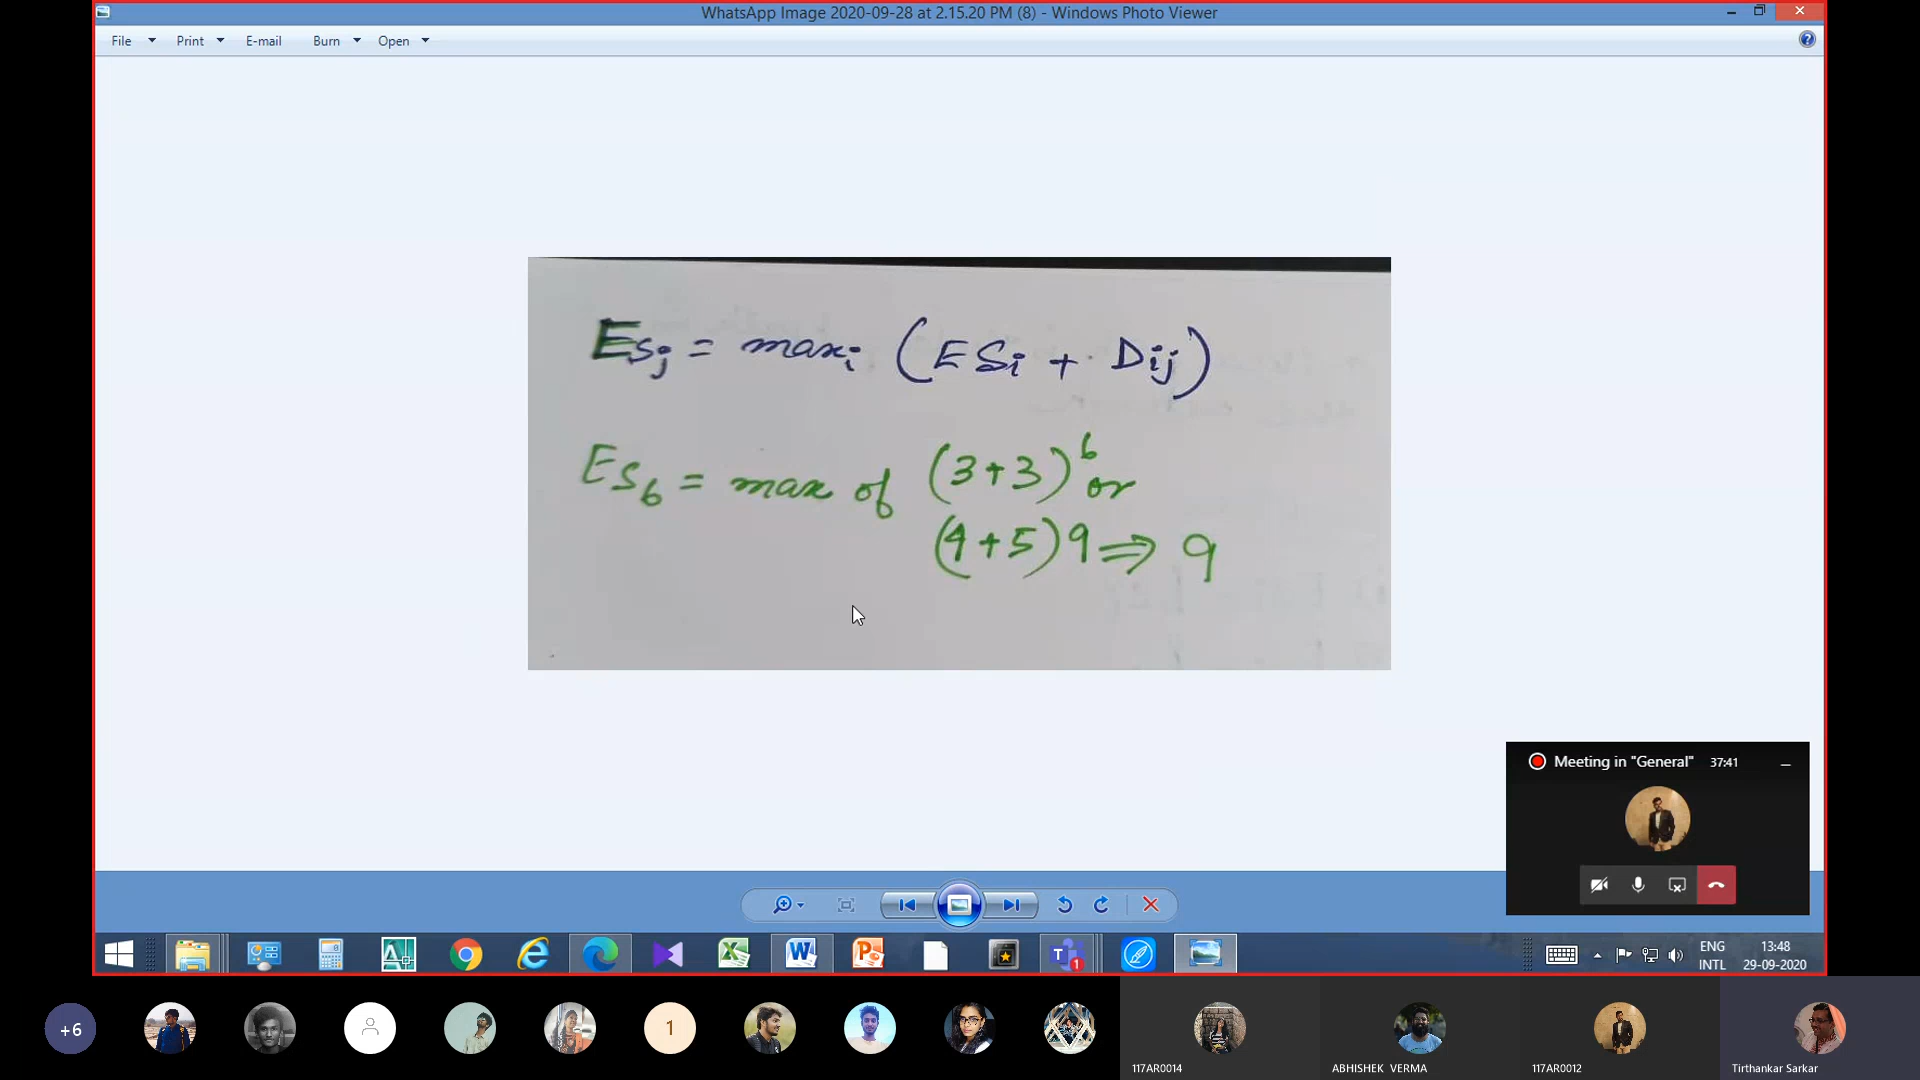 WhatsApp Image 2020-09-28 at 2.15.20 PM (8) - Windows Photo Viewer
File Print E-mail Burn Open
ESj = maxi (ESi + Dij)
ES6 = max of (3+3) 6 or
(4+5) 9 ⇒ 9
Meeting in "General" 37:41
ENG 13:48
INTL 29-09-2020
+6 1
117AR0014 ABHISHEK VERMA 117AR0012 Tirthankar Sarkar